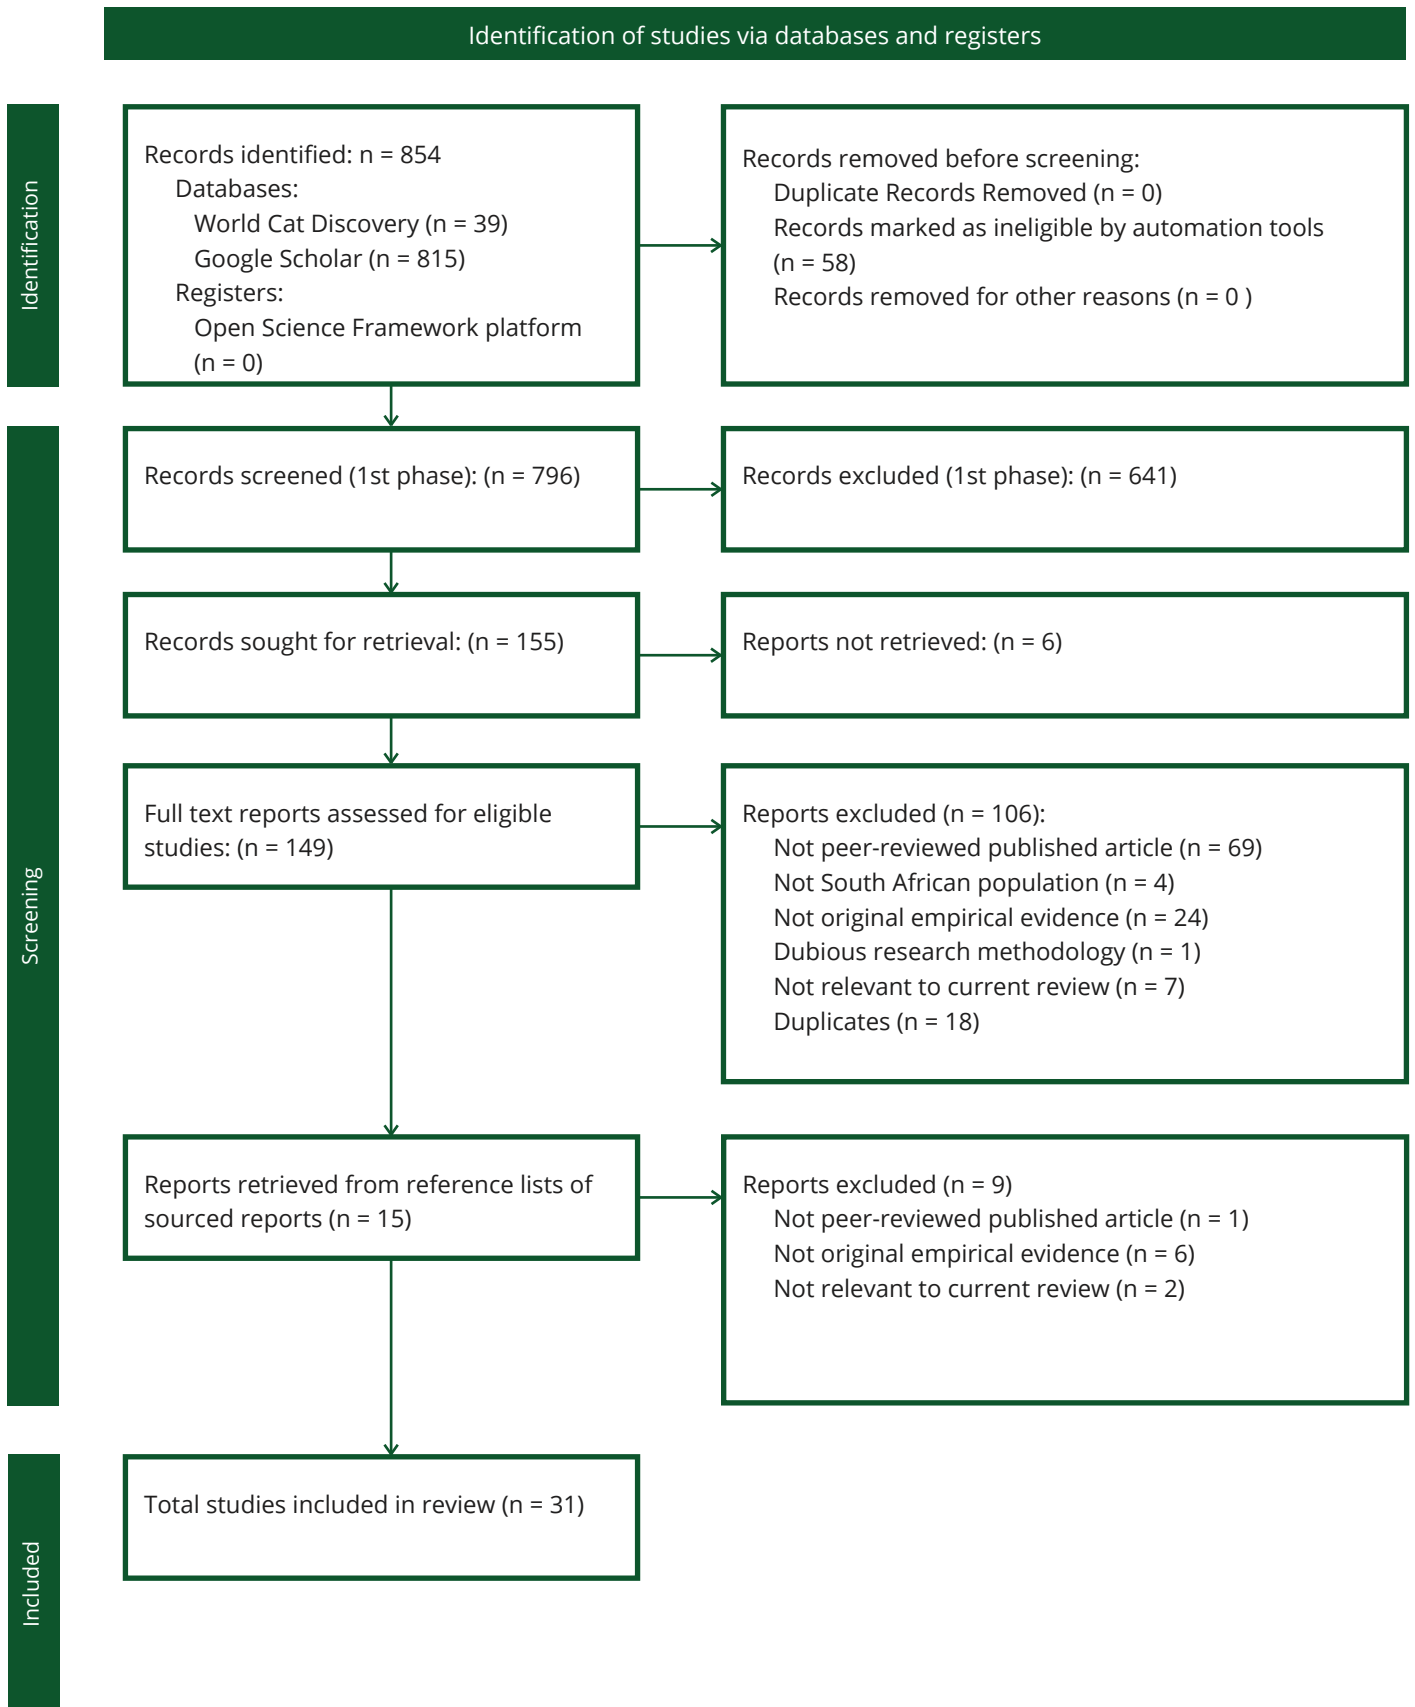 Identification of studies via databases and registers
Identification
Records identified: n = 854
Databases:
World Cat Discovery (n = 39)
Google Scholar (n = 815)
Registers:
Open Science Framework platform
(n = 0)
Records removed before screening:
Duplicate Records Removed (n = 0)
Records marked as ineligible by automation tools
(n = 58)
Records removed for other reasons (n = 0 )
Screening
Records screened (1st phase): (n = 796)
Records excluded (1st phase): (n = 641)
Records sought for retrieval: (n = 155)
Reports not retrieved: (n = 6)
Full text reports assessed for eligible
studies: (n = 149)
Reports excluded (n = 106):
Not peer-reviewed published article (n = 69)
Not South African population (n = 4)
Not original empirical evidence (n = 24)
Dubious research methodology (n = 1)
Not relevant to current review (n = 7)
Duplicates (n = 18)
Reports retrieved from reference lists of
sourced reports (n = 15)
Reports excluded (n = 9)
Not peer-reviewed published article (n = 1)
Not original empirical evidence (n = 6)
Not relevant to current review (n = 2)
Included
Total studies included in review (n = 31)